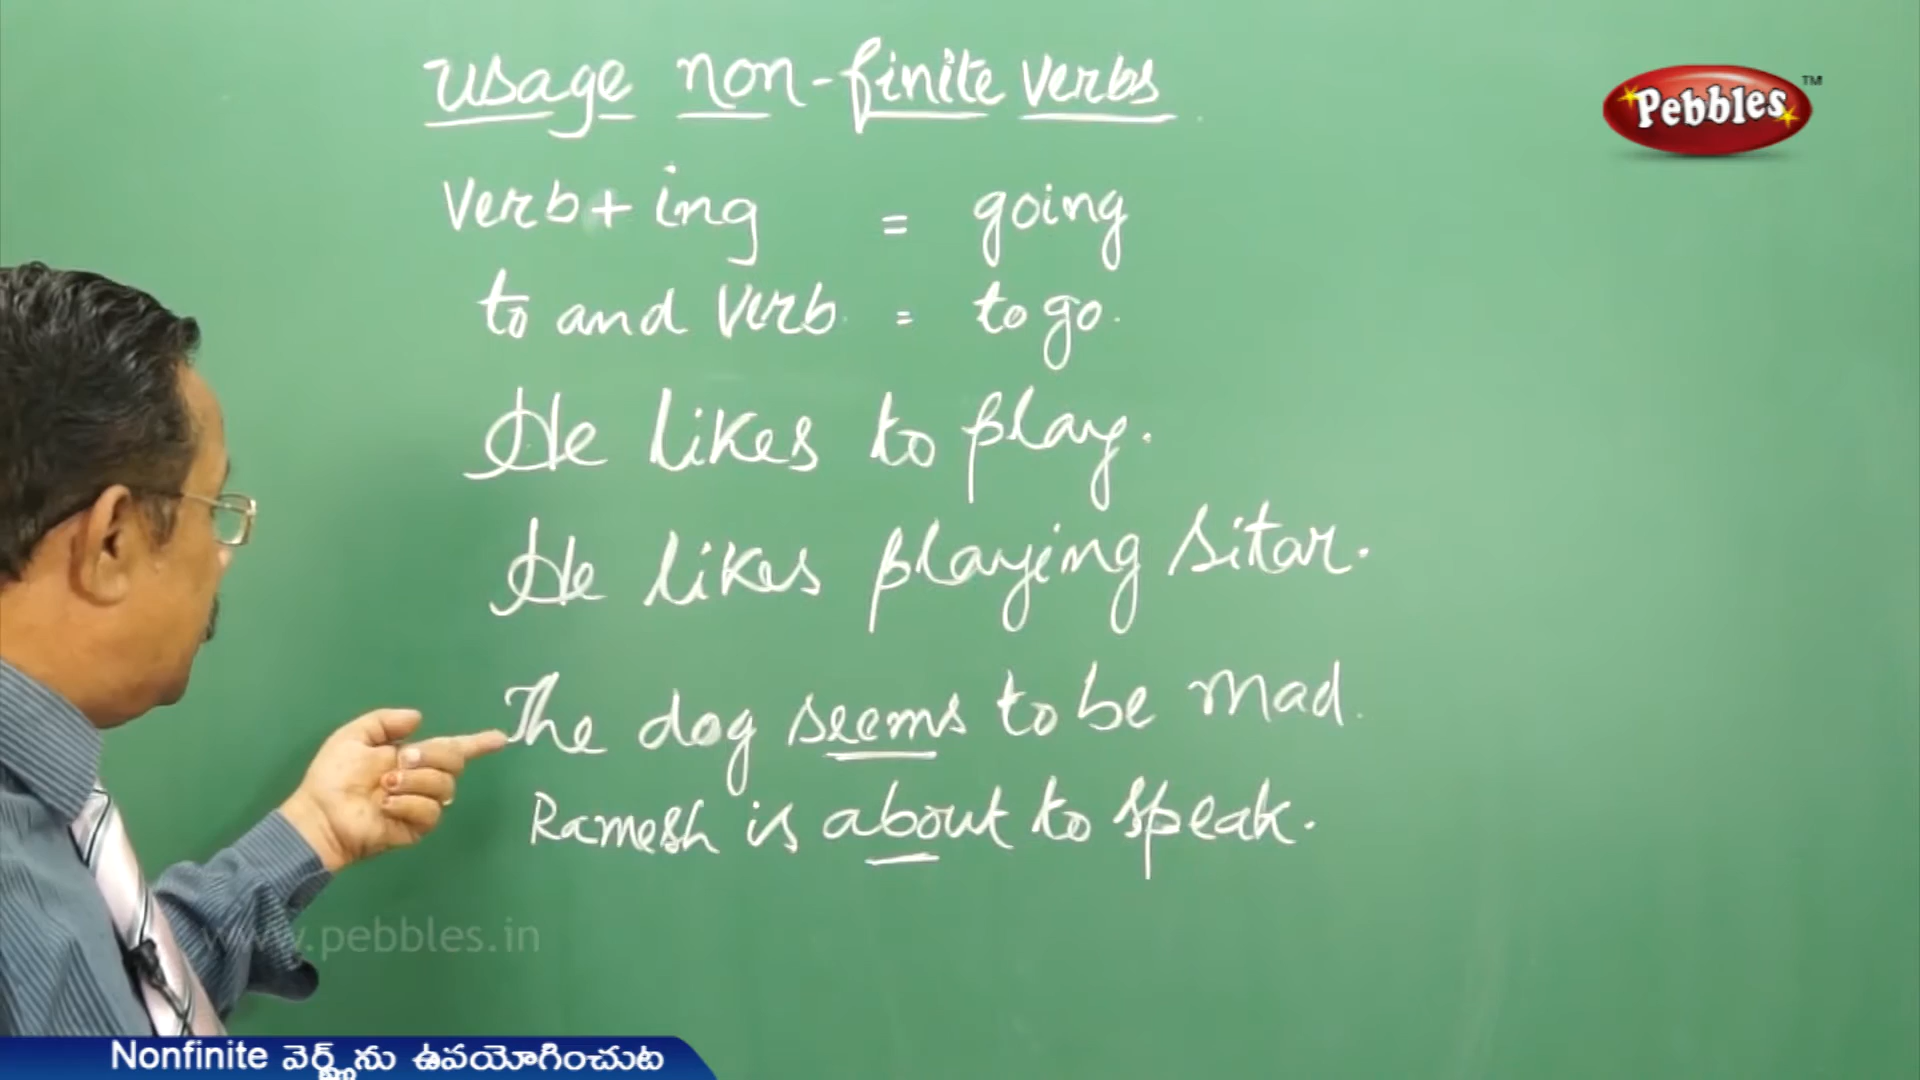 usage non-finite verbs
Pebbles TM
verb + ing = going
to and verb. = to go.
He likes to play.
He likes playing sitar.
The dog seems to be mad.
Ramesh is about to speak.
www.pebbles.in
Nonfinite వెర్బ్స్‌ను ఉపయోగించుట